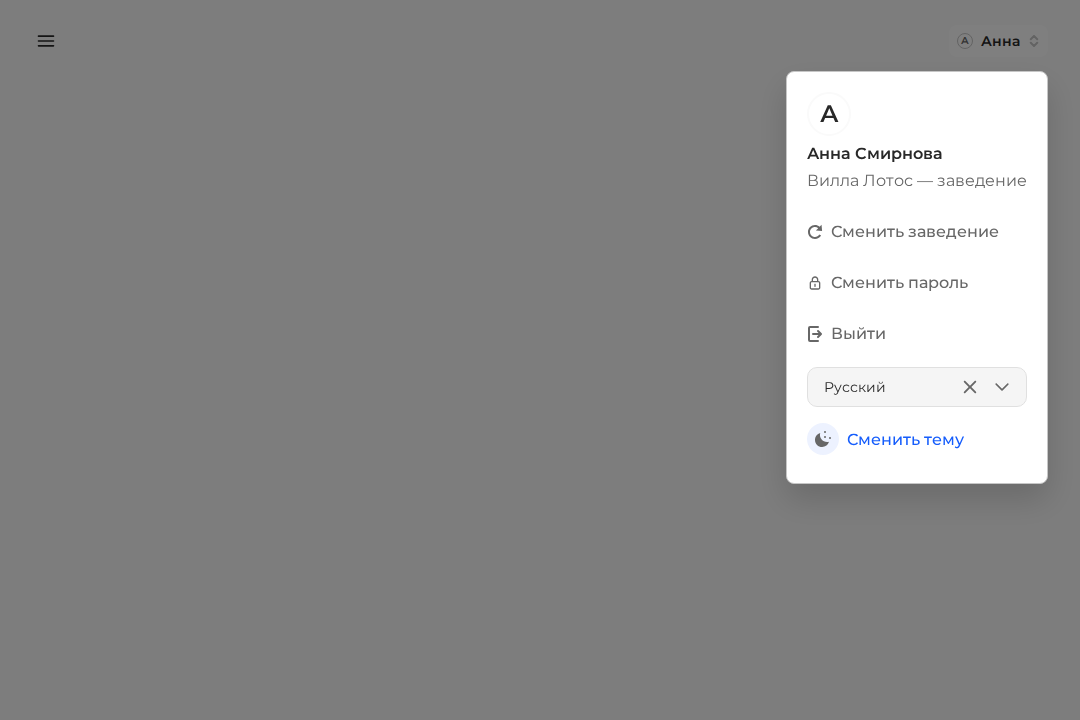 А Анна
А
Анна Смирнова
Вилла Лотос — заведение
Сменить заведение
Сменить пароль
Выйти
Русский
Сменить тему